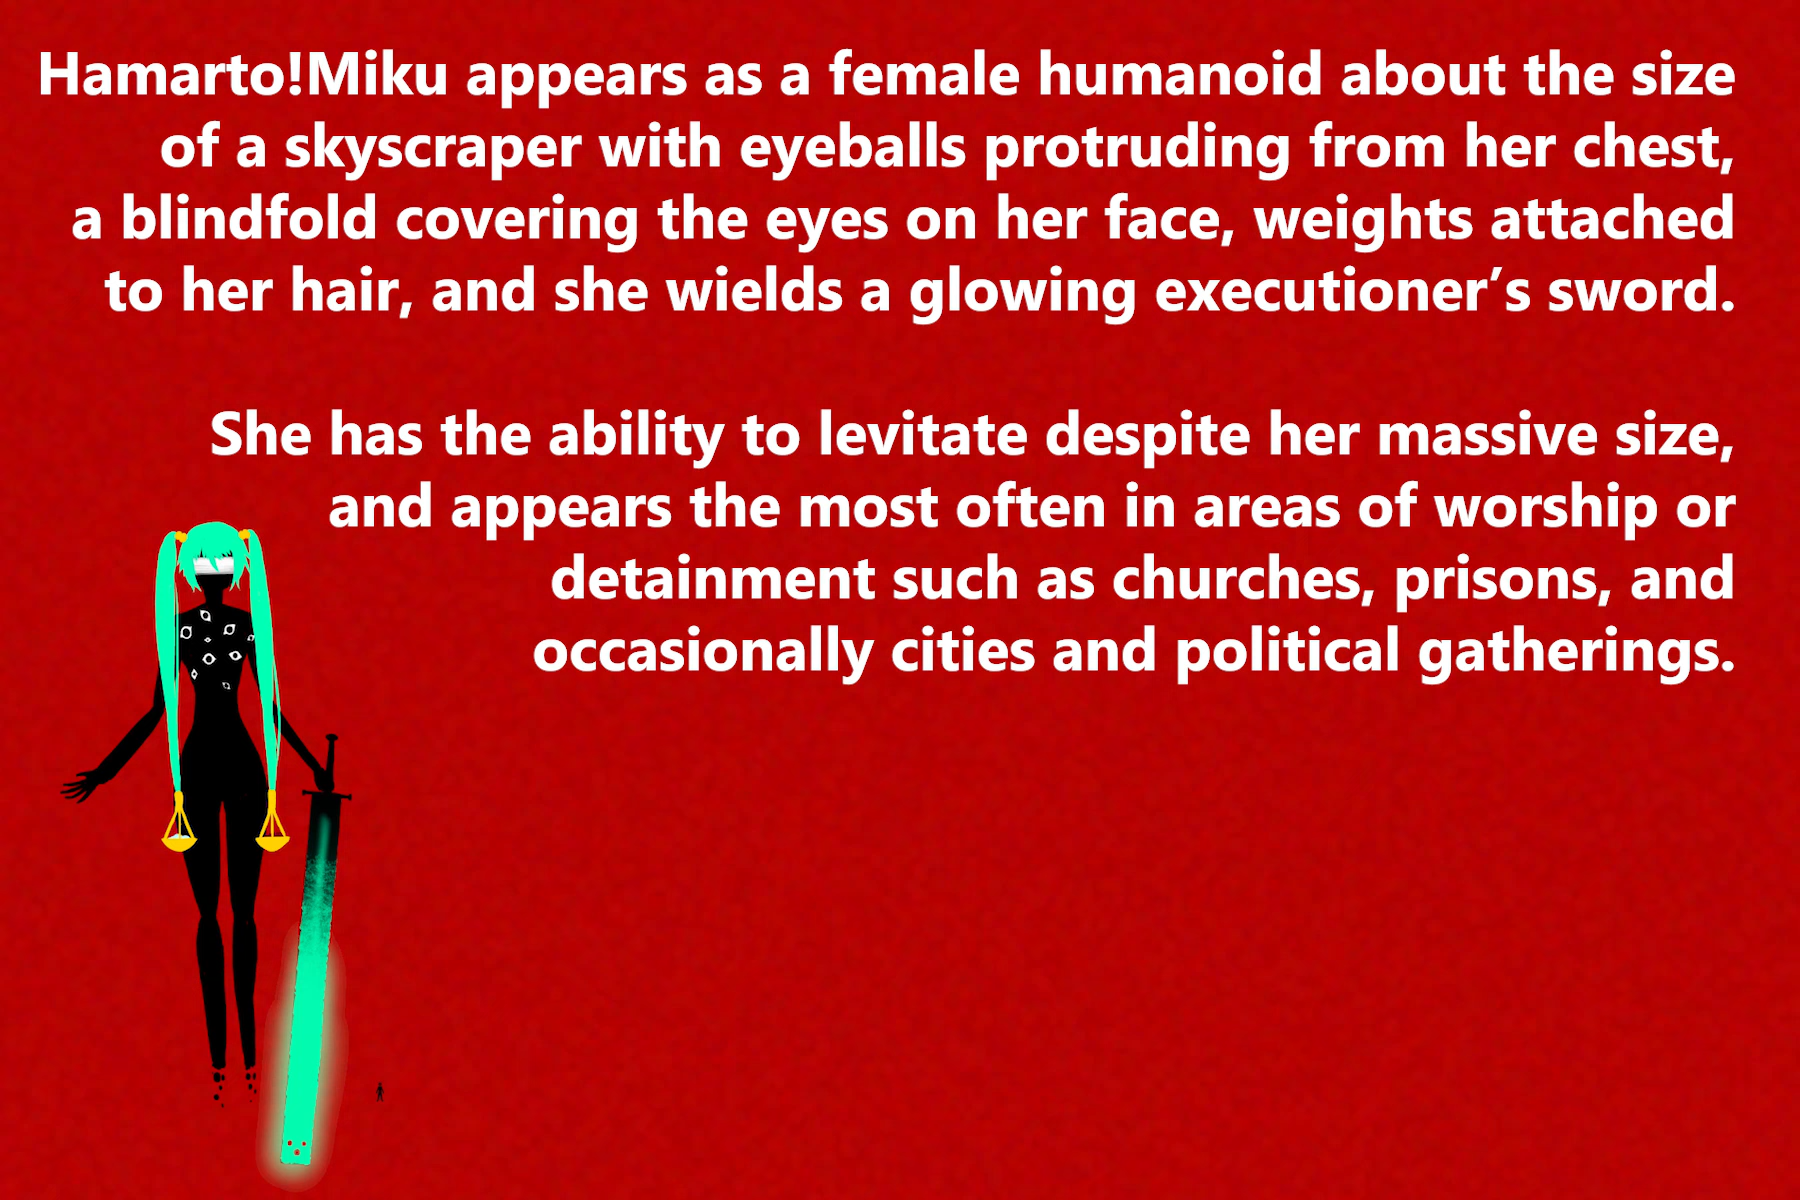 Hamarto!Miku appears as a female humanoid about the size
of a skyscraper with eyeballs protruding from her chest,
a blindfold covering the eyes on her face, weights attached
to her hair, and she wields a glowing executioner’s sword.
She has the ability to levitate despite her massive size,
and appears the most often in areas of worship or
detainment such as churches, prisons, and
occasionally cities and political gatherings.